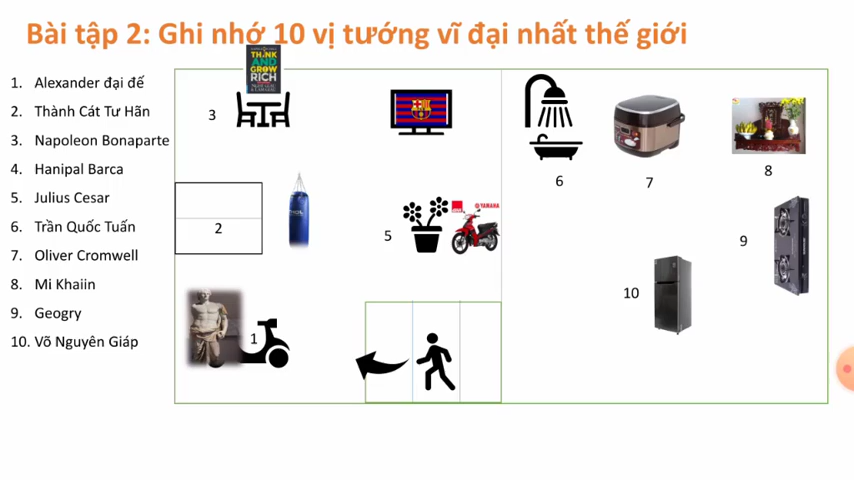 Bài tập 2: Ghi nhớ 10 vị tướng vĩ đại nhất thế giới
1. Alexander đại đế
2. Thành Cát Tư Hãn
3. Napoleon Bonaparte
4. Hanipal Barca
5. Julius Cesar
6. Trần Quốc Tuấn
7. Oliver Cromwell
8. Mi Khaiin
9. Geogry
10. Võ Nguyên Giáp
THINK
AND
GROW
RICH
3
6
7
8
2
5
YAMAHA
9
10
1